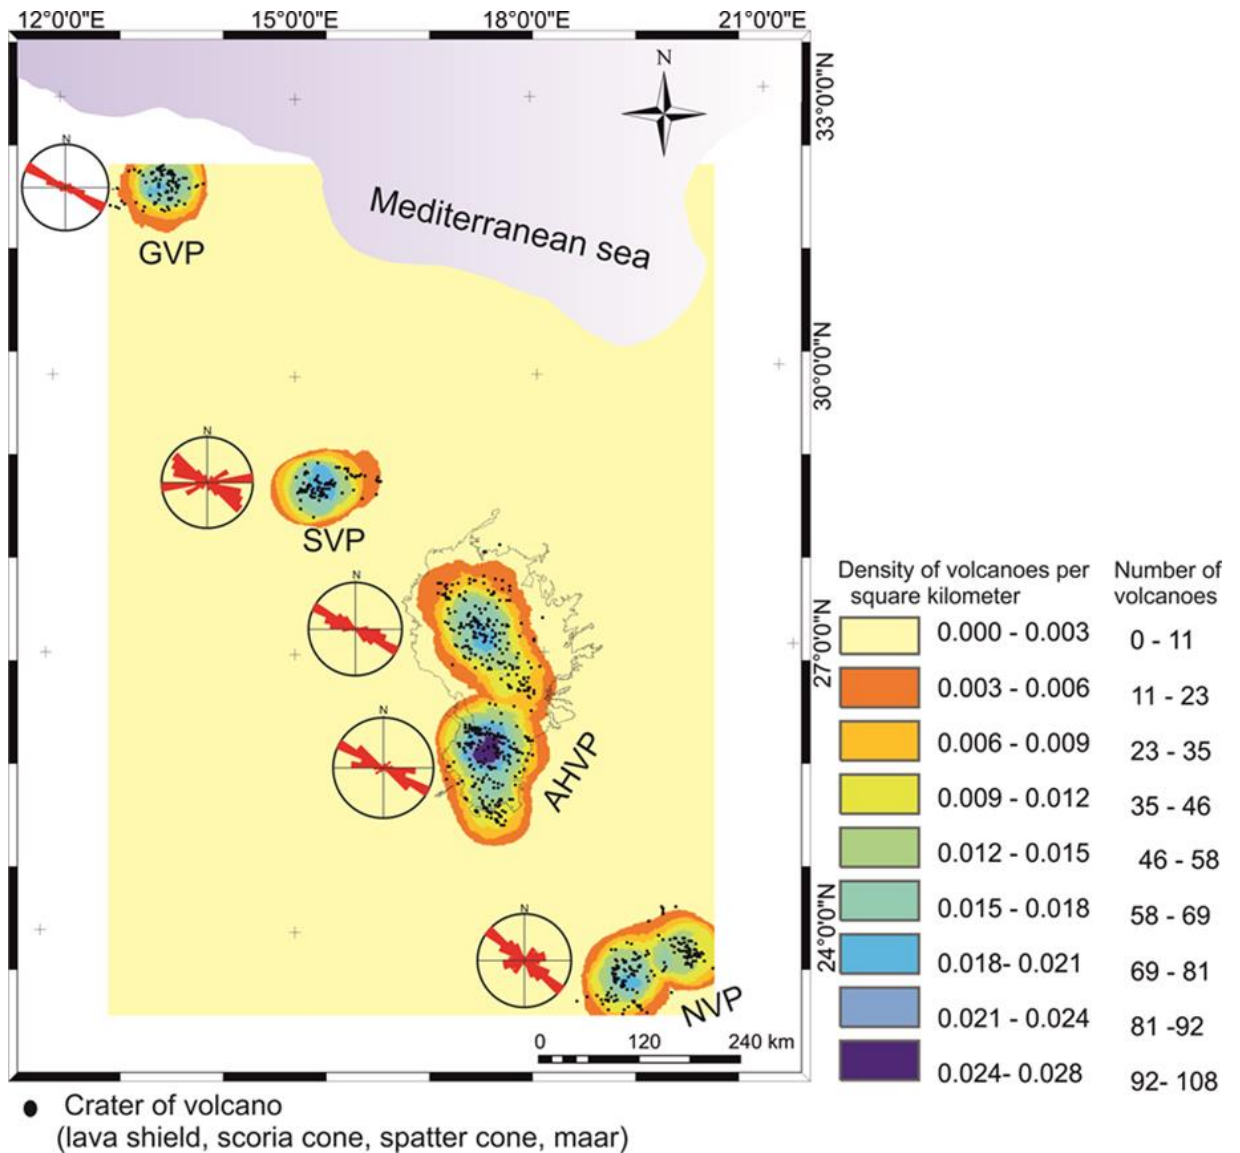 12°0'0"E 15°0'0"E 18°0'0"E 21°0'0"E
N
33°0'0"N
Mediterranean sea
N
GVP
30°0'0"N
N
SVP
N
27°0'0"N
N
AHVP
N
24°0'0"N
NVP
0 120 240 km
Density of volcanoes per
square kilometer
Number of
volcanoes
0.000 - 0.003 0 - 11
0.003 - 0.006 11 - 23
0.006 - 0.009 23 - 35
0.009 - 0.012 35 - 46
0.012 - 0.015 46 - 58
0.015 - 0.018 58 - 69
0.018- 0.021 69 - 81
0.021 - 0.024 81 -92
0.024- 0.028 92- 108
Crater of volcano
(lava shield, scoria cone, spatter cone, maar)